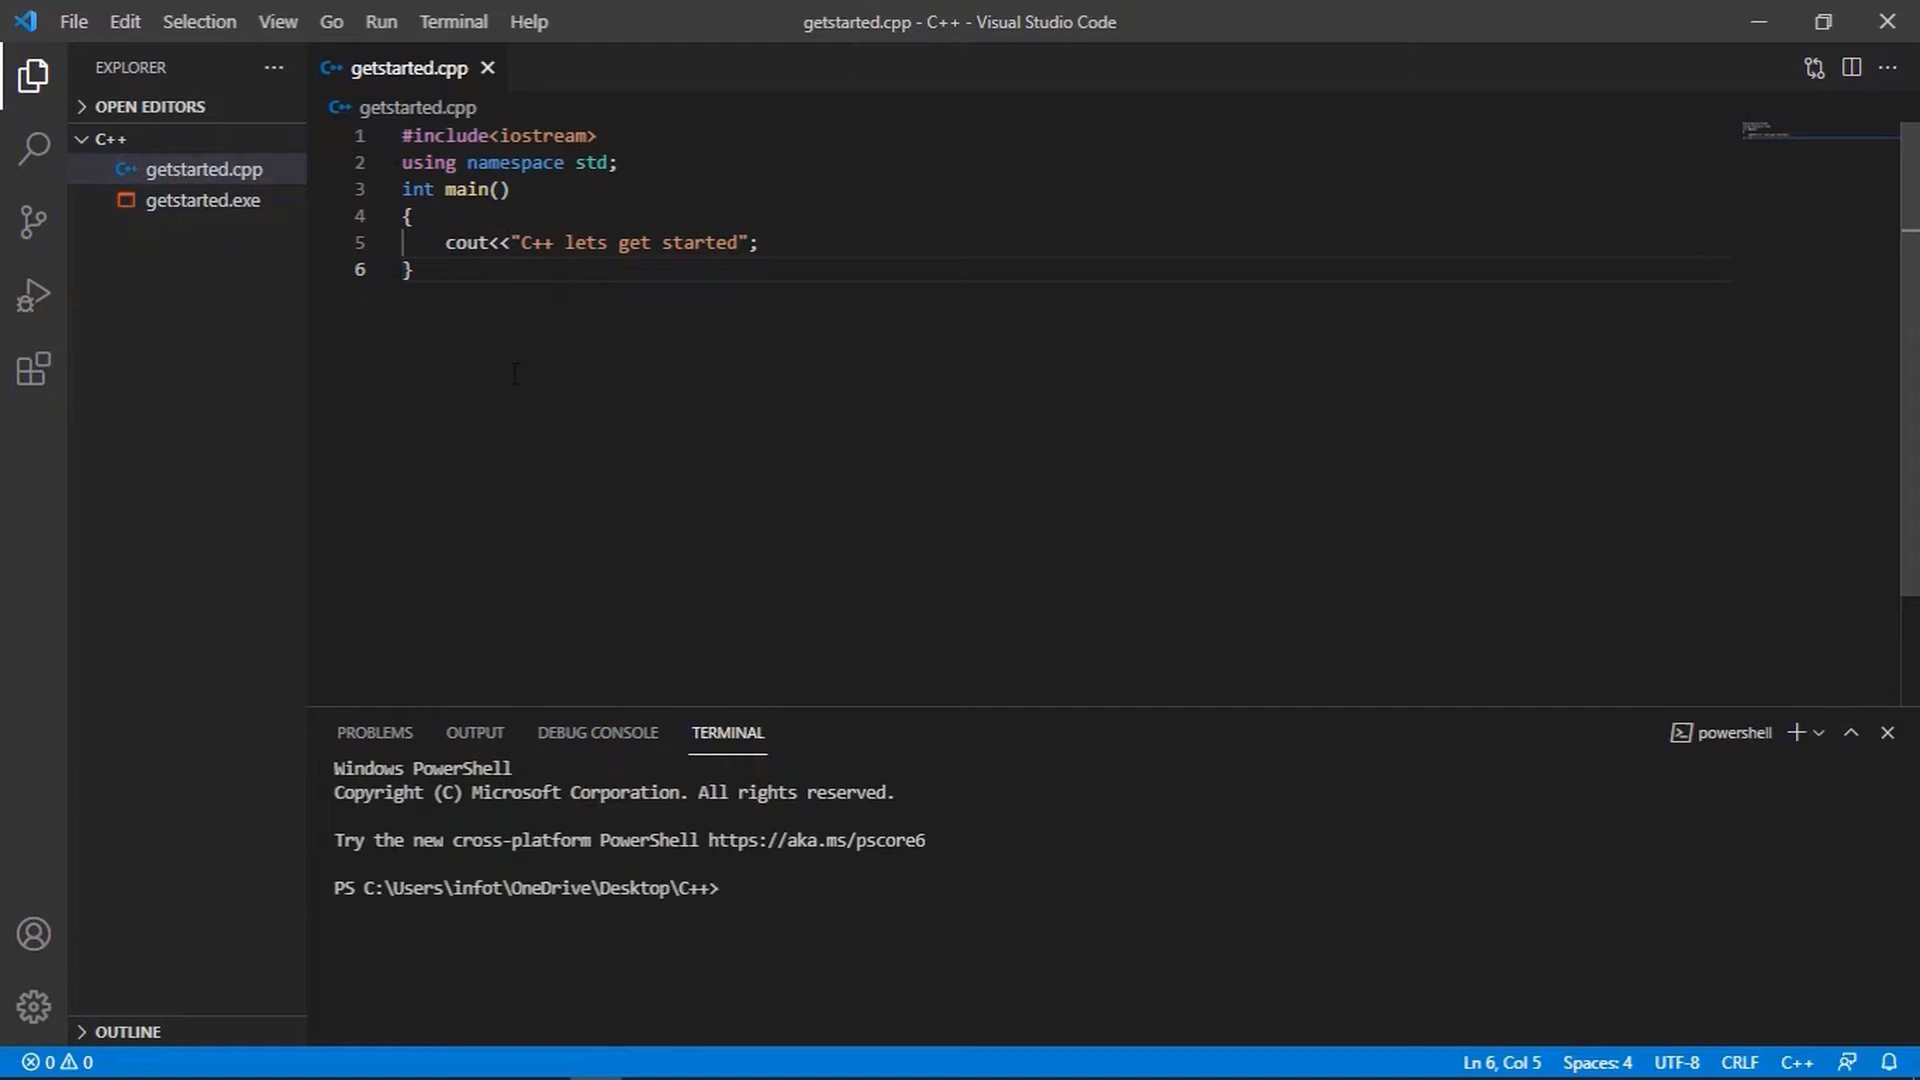 File Edit Selection View Go Run Terminal Help
getstarted.cpp - C++ - Visual Studio Code
EXPLORER
OPEN EDITORS
C++
getstarted.cpp
getstarted.exe
OUTLINE
getstarted.cpp
getstarted.cpp
1 #include<iostream>
2 using namespace std;
3 int main()
4 {
5     cout<<"C++ lets get started";
6 }
PROBLEMS OUTPUT DEBUG CONSOLE TERMINAL
powershell
Windows PowerShell
Copyright (C) Microsoft Corporation. All rights reserved.
Try the new cross-platform PowerShell https://aka.ms/pscore6
PS C:\Users\infot\OneDrive\Desktop\C++>
0 0
Ln 6, Col 5 Spaces: 4 UTF-8 CRLF C++